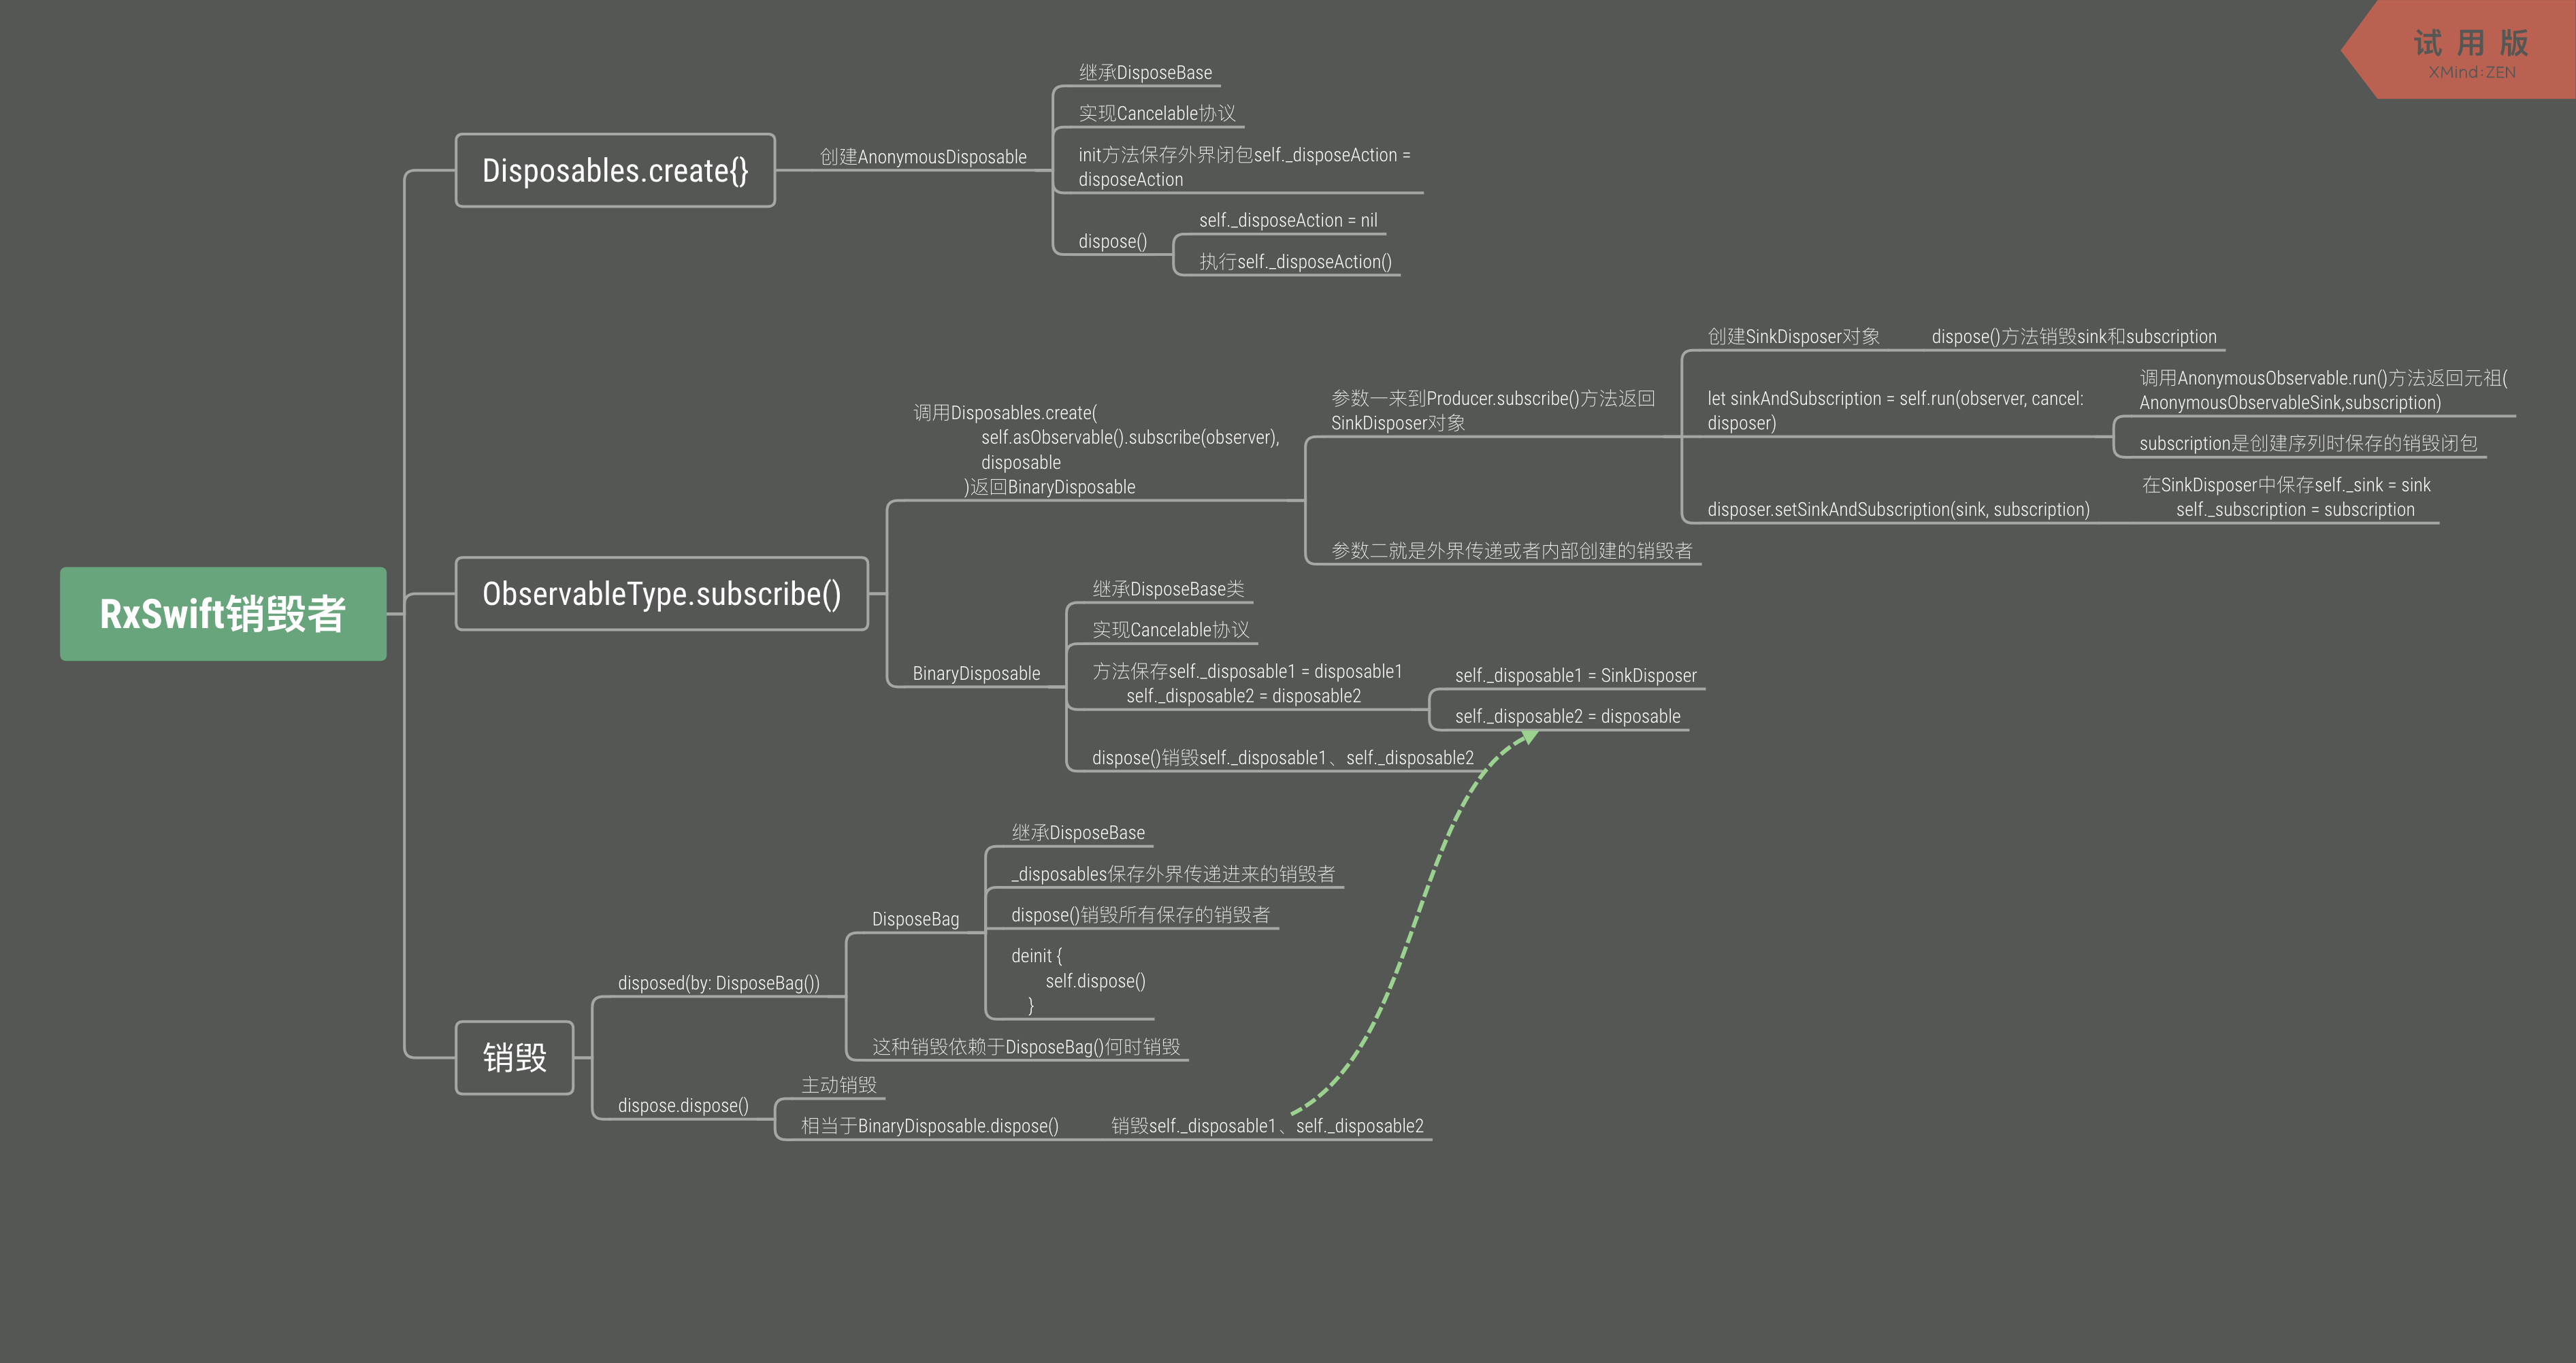 试 用 版
XMind:ZEN
RxSwift销毁者
Disposables.create{}
创建AnonymousDisposable
继承DisposeBase
实现Cancelable协议
init方法保存外界闭包self._disposeAction =
disposeAction
dispose()
self._disposeAction = nil
执行self._disposeAction()
ObservableType.subscribe()
调用Disposables.create(
self.asObservable().subscribe(observer),
disposable
)返回BinaryDisposable
参数一来到Producer.subscribe()方法返回
SinkDisposer对象
创建SinkDisposer对象
dispose()方法销毁sink和subscription
let sinkAndSubscription = self.run(observer, cancel:
disposer)
调用AnonymousObservable.run()方法返回元祖(
AnonymousObservableSink,subscription)
subscription是创建序列时保存的销毁闭包
disposer.setSinkAndSubscription(sink, subscription)
在SinkDisposer中保存self._sink = sink
self._subscription = subscription
参数二就是外界传递或者内部创建的销毁者
BinaryDisposable
继承DisposeBase类
实现Cancelable协议
方法保存self._disposable1 = disposable1
self._disposable2 = disposable2
self._disposable1 = SinkDisposer
self._disposable2 = disposable
dispose()销毁self._disposable1、self._disposable2
销毁
disposed(by: DisposeBag())
DisposeBag
继承DisposeBase
_disposables保存外界传递进来的销毁者
dispose()销毁所有保存的销毁者
deinit {
self.dispose()
}
这种销毁依赖于DisposeBag()何时销毁
dispose.dispose()
主动销毁
相当于BinaryDisposable.dispose()
销毁self._disposable1、self._disposable2